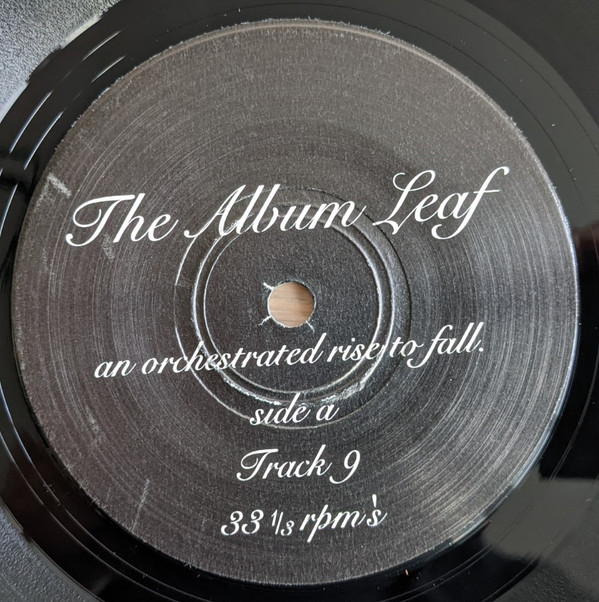 The Album Leaf
an orchestrated rise to fall.
side a
Track 9
33 1/3 rpm's